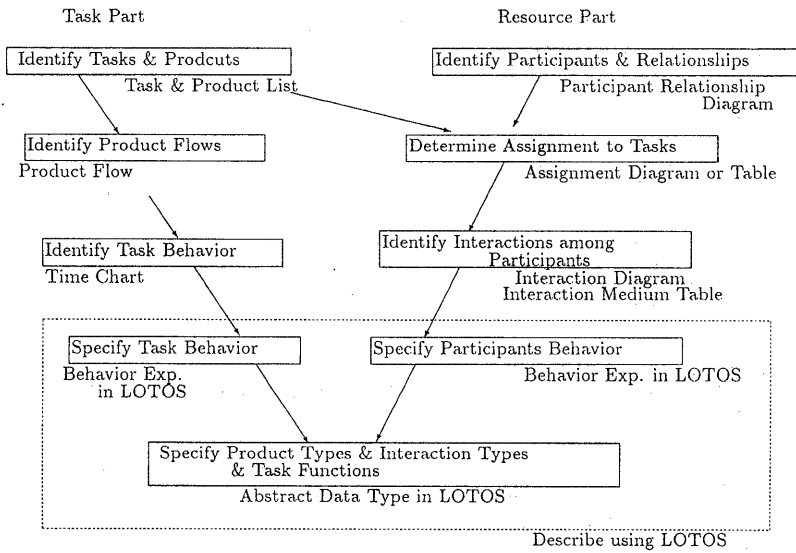 Task Part
Resource Part
Identify Tasks & Prodcuts
Identify Participants & Relationships
Task & Product List
Participant Relationship
Diagram
Identify Product Flows
Determine Assignment to Tasks
Product Flow
Assignment Diagram or Table
Identify Task Behavior
Identify Interactions among
Participants
Time Chart
Interaction Diagram
Interaction Medium Table
Specify Task Behavior
Specify Participants Behavior
Behavior Exp.
in LOTOS
Behavior Exp. in LOTOS
Specify Product Types & Interaction Types
& Task Functions
Abstract Data Type in LOTOS
Describe using LOTOS